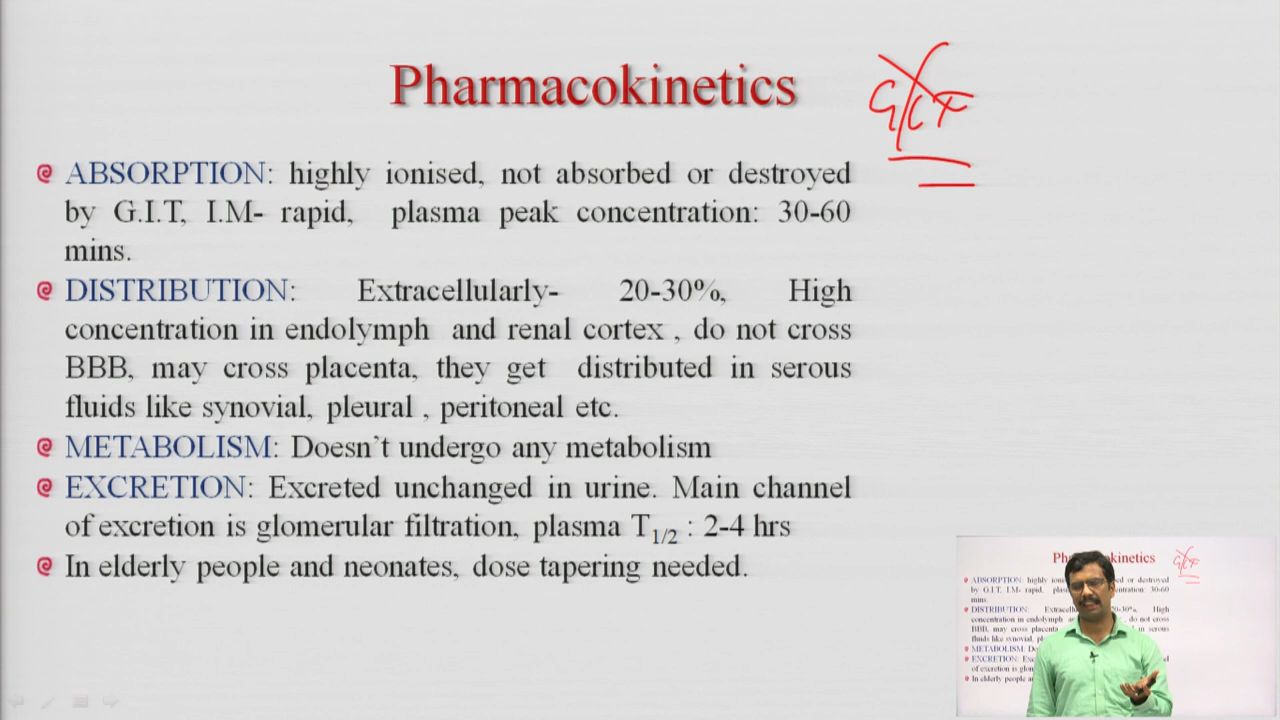 Pharmacokinetics
GIT
ABSORPTION: highly ionised, not absorbed or destroyed
by G.I.T, I.M- rapid, plasma peak concentration: 30-60
mins.
DISTRIBUTION: Extracellularly- 20-30%, High
concentration in endolymph and renal cortex , do not cross
BBB, may cross placenta, they get distributed in serous
fluids like synovial, pleural , peritoneal etc.
METABOLISM: Doesn’t undergo any metabolism
EXCRETION: Excreted unchanged in urine. Main channel
of excretion is glomerular filtration, plasma T1/2 : 2-4 hrs
In elderly people and neonates, dose tapering needed.